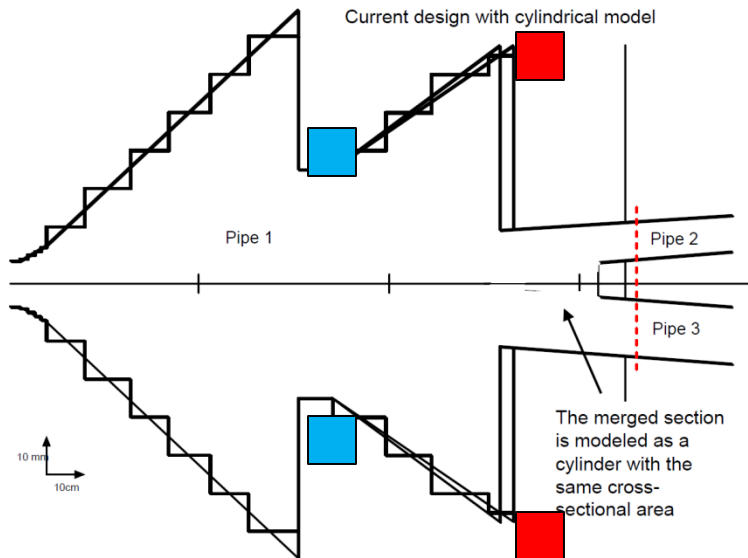 Current design with cylindrical model
Pipe 1
Pipe 2
Pipe 3
The merged section
is modeled as a
cylinder with the
same cross-
sectional area
10 mm
10cm